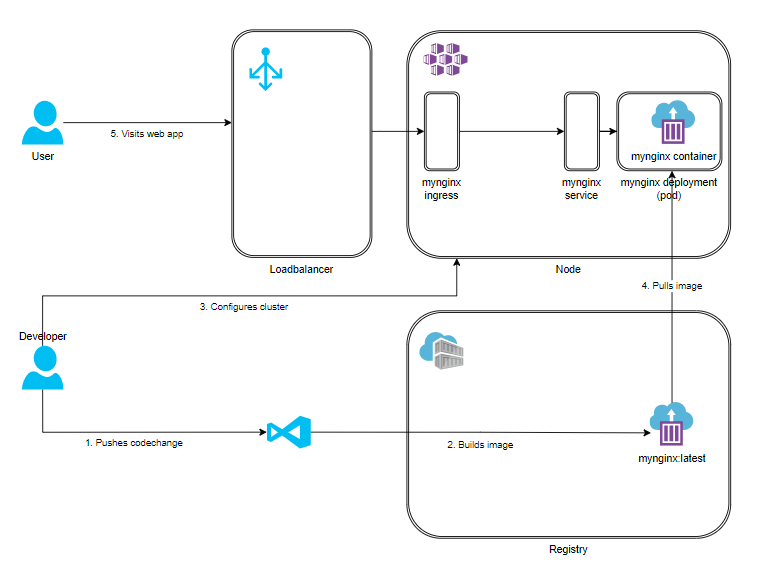 5. Visits web app
User
mynginx container
mynginx
ingress
mynginx
service
mynginx deployment
(pod)
Loadbalancer
Node
4. Pulls image
3. Configures cluster
Developer
1. Pushes codechange
2. Builds image
mynginx:latest
Registry